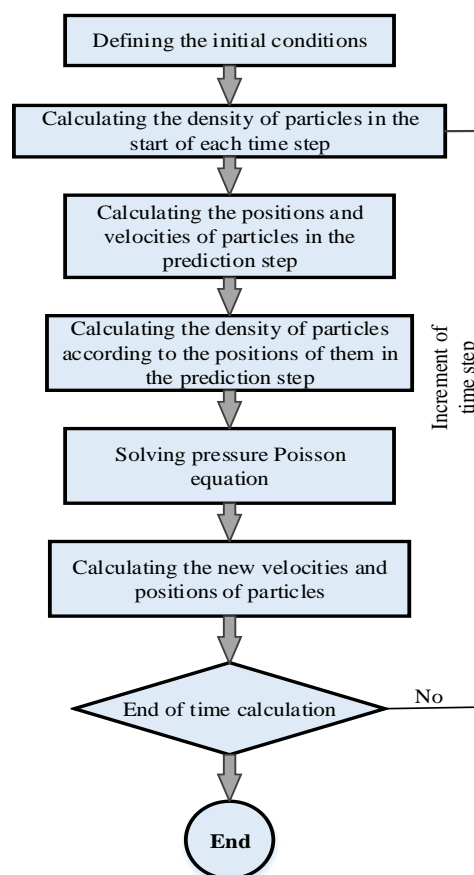 Defining the initial conditions
Calculating the density of particles in the
start of each time step
Calculating the positions and
velocities of particles in the
prediction step
Calculating the density of particles
according to the positions of them in
the prediction step
Increment of
time step
Solving pressure Poisson
equation
Calculating the new velocities and
positions of particles
End of time calculation
No
End